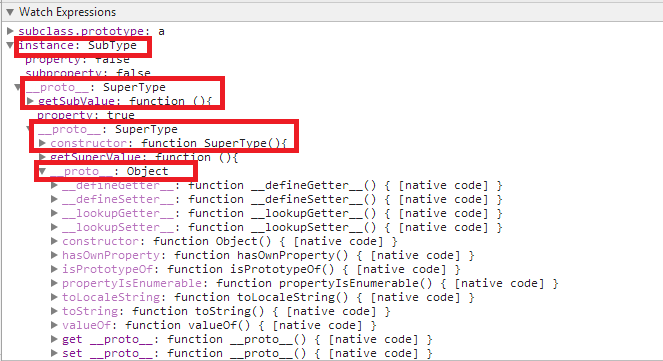 Watch Expressions
subclass.prototype: a
instance: SubType
property: false
subproperty: false
__proto__: SuperType
getSubValue: function (){
property: true
__proto__: SuperType
constructor: function SuperType(){
getSuperValue: function (){
__proto__: Object
__defineGetter__: function __defineGetter__() { [native code] }
__defineSetter__: function __defineSetter__() { [native code] }
__lookupGetter__: function __lookupGetter__() { [native code] }
__lookupSetter__: function __lookupSetter__() { [native code] }
constructor: function Object() { [native code] }
hasOwnProperty: function hasOwnProperty() { [native code] }
isPrototypeOf: function isPrototypeOf() { [native code] }
propertyIsEnumerable: function propertyIsEnumerable() { [native code] }
toLocaleString: function toLocaleString() { [native code] }
toString: function toString() { [native code] }
valueOf: function valueOf() { [native code] }
get __proto__: function __proto__() { [native code] }
set __proto__: function __proto__() { [native code] }